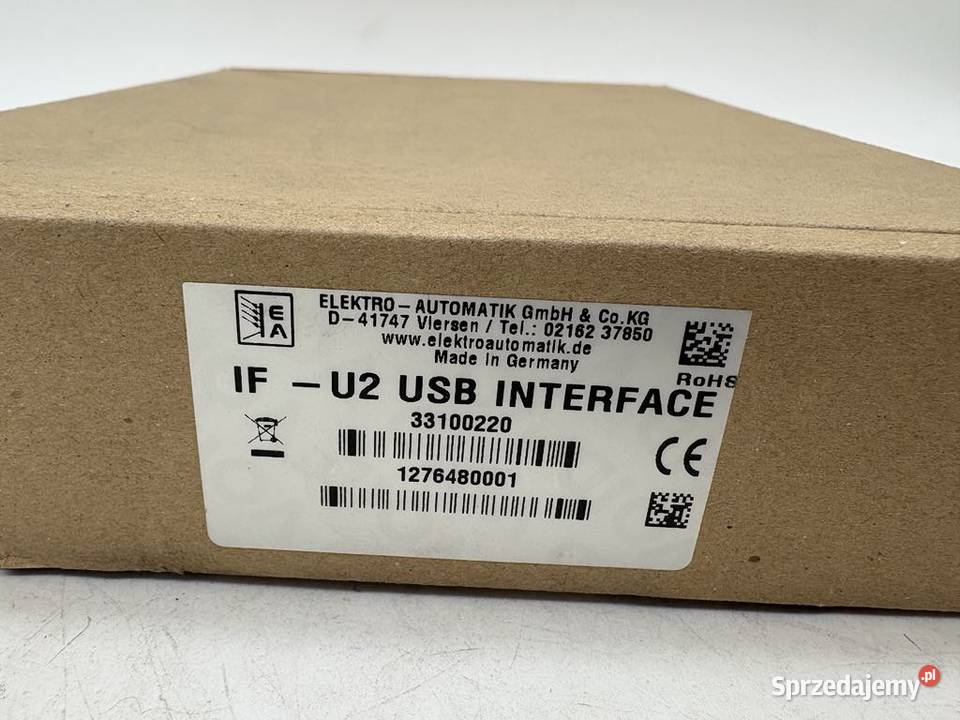 EA
ELEKTRO-AUTOMATIK GmbH & Co.KG
D-41747 Viersen / Tel.: 02162 37850
www.elektroautomatik.de
Made in Germany
RoHS
IF -U2 USB INTERFACE
33100220
CE
1276480001
Sprzedajemy.pl